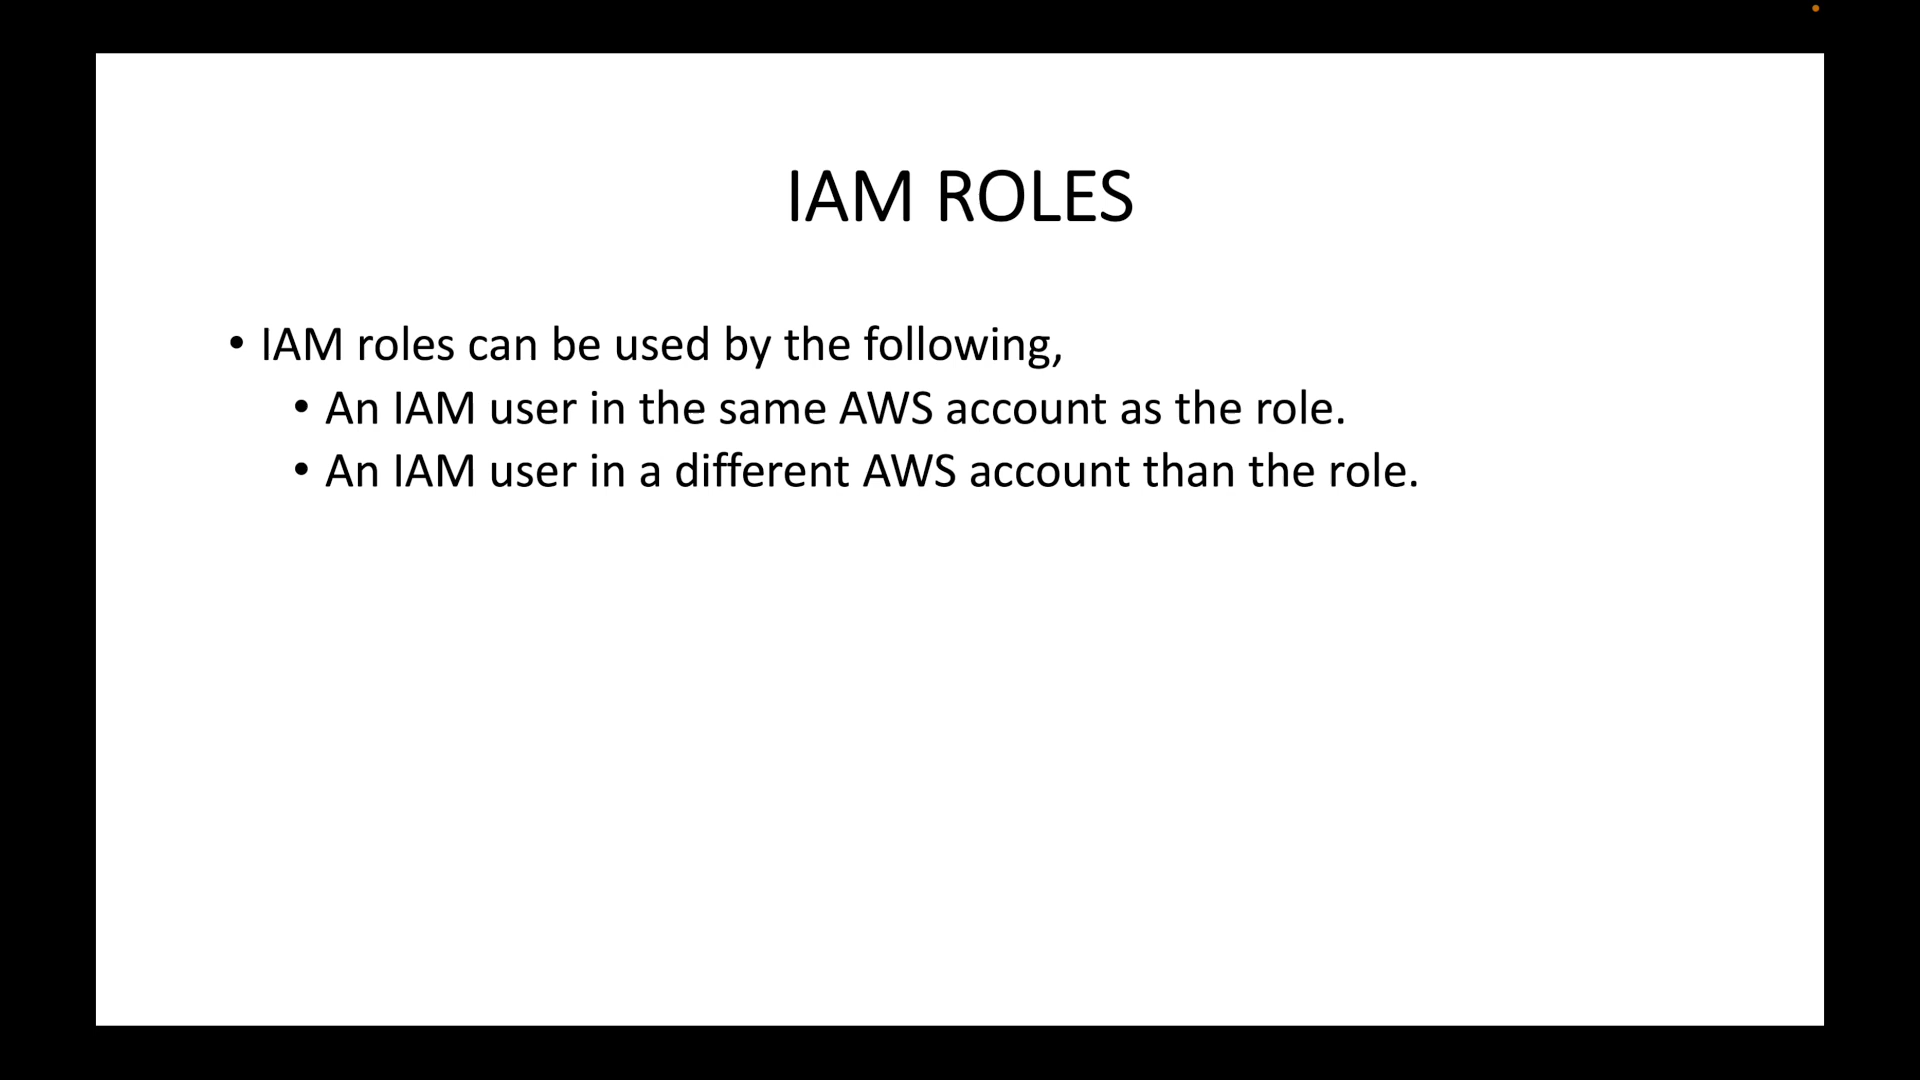 IAM ROLES
• IAM roles can be used by the following,
• An IAM user in the same AWS account as the role.
• An IAM user in a different AWS account than the role.